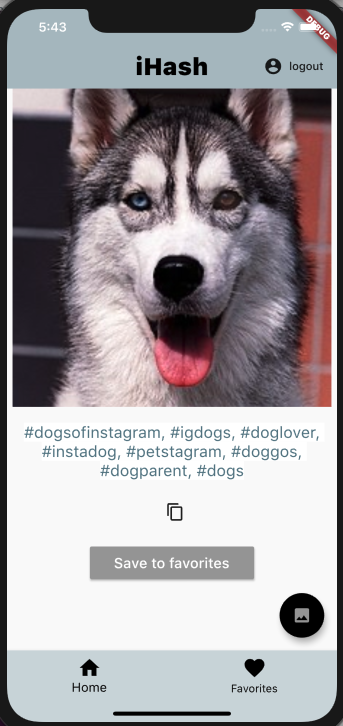 5:43
DEBUG
iHash
logout
#dogsofinstagram, #igdogs, #doglover,
#instadog, #petstagram, #doggos,
#dogparent, #dogs
Save to favorites
Home
Favorites